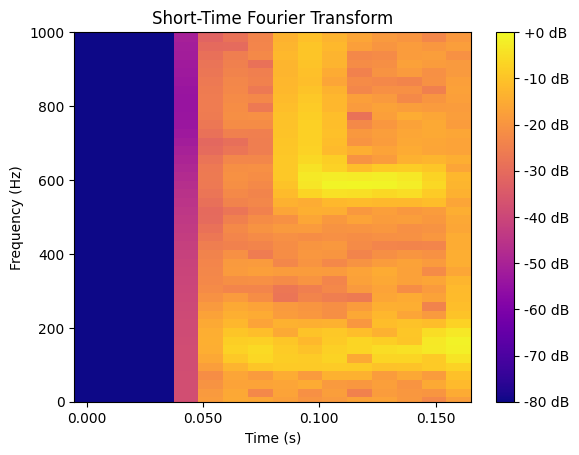 Short-Time Fourier Transform
1000
800
600
400
200
0
Frequency (Hz)
0.000
0.050
0.100
0.150
Time (s)
+0 dB
-10 dB
-20 dB
-30 dB
-40 dB
-50 dB
-60 dB
-70 dB
-80 dB